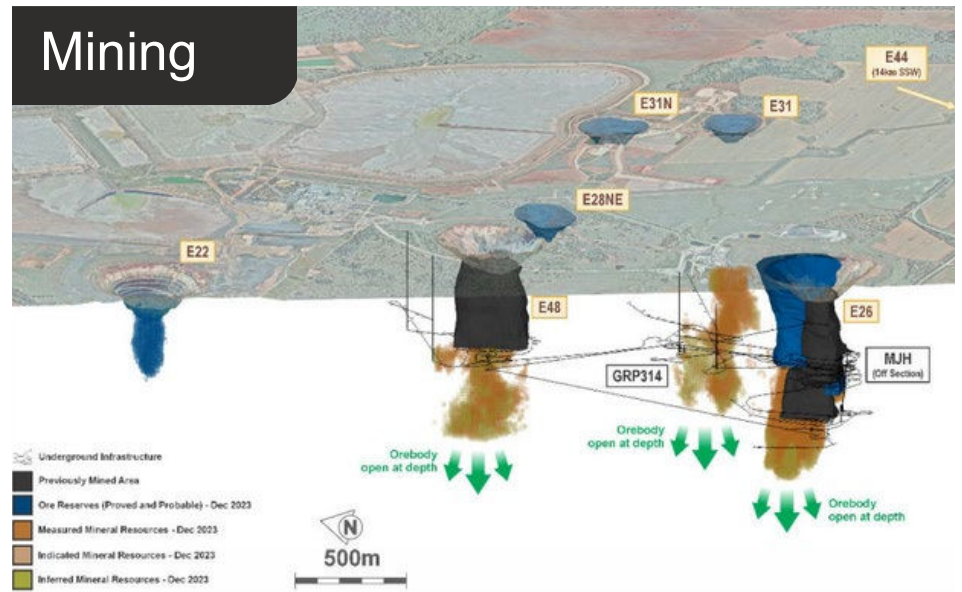 Mining
E44
(14km SSW)
E31N
E31
E28NE
E22
E48
E26
MJH
(Off Section)
GRP314
Orebody
open at depth
Orebody
open at depth
Orebody
open at depth
Underground Infrastructure
Previously Mined Area
Ore Reserves (Proved and Probable) - Dec 2023
Measured Mineral Resources - Dec 2023
Indicated Mineral Resources - Dec 2023
Inferred Mineral Resources - Dec 2023
N
500m